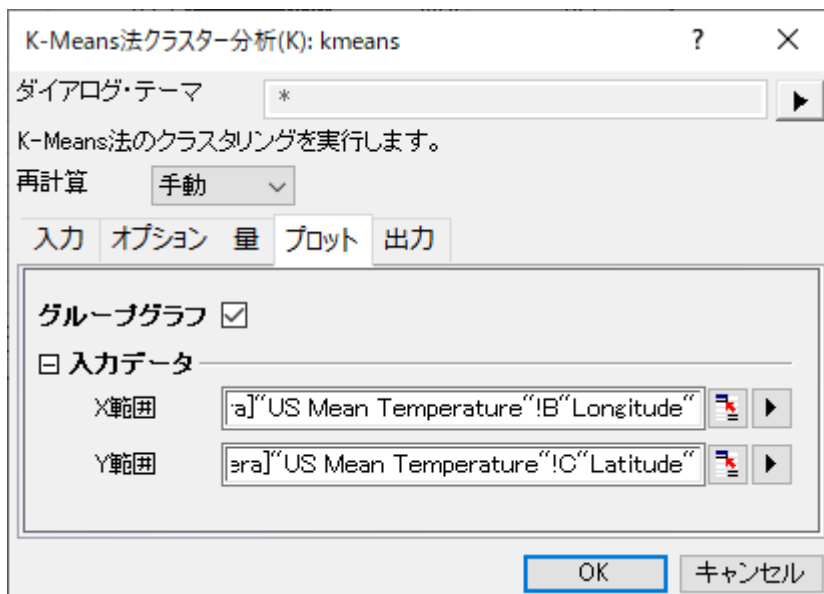 K-Means法クラスター分析(K): kmeans ? ×
ダイアログ・テーマ *
K-Means法のクラスタリングを実行します。
再計算 手動
入力 オプション 量 プロット 出力
グループグラフ
入力データ
X範囲 ra]"US Mean Temperature"!B"Longitude"
Y範囲 era]"US Mean Temperature"!C"Latitude"
OK キャンセル